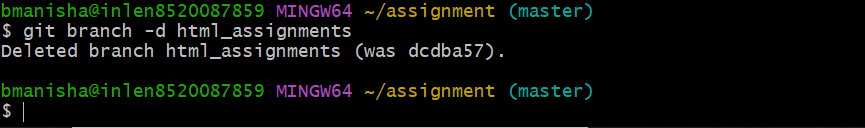 bmanisha@inlen8520087859 MINGW64 ~/assignment (master)
$ git branch -d html_assignments
Deleted branch html_assignments (was dcdba57).
bmanisha@inlen8520087859 MINGW64 ~/assignment (master)
$